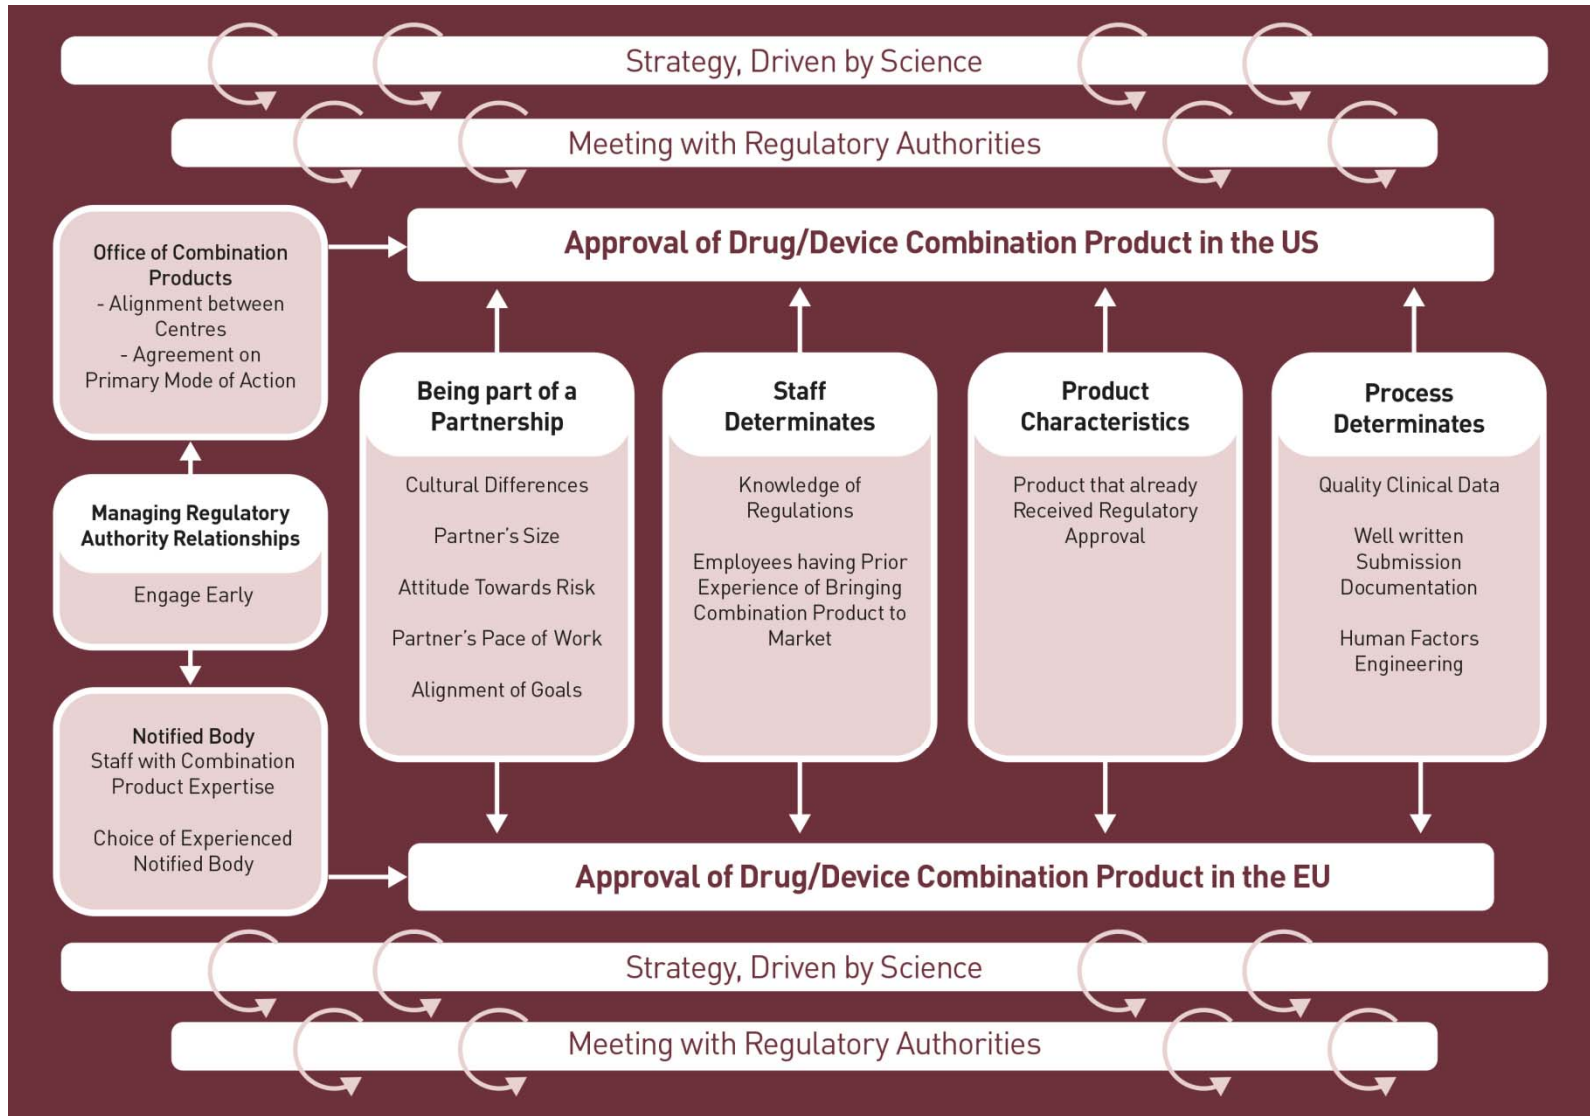 Strategy, Driven by Science
Meeting with Regulatory Authorities
Office of Combination
Products
- Alignment between
Centres
- Agreement on
Primary Mode of Action
Approval of Drug/Device Combination Product in the US
Managing Regulatory
Authority Relationships
Engage Early
Being part of a
Partnership
Cultural Differences
Partner's Size
Attitude Towards Risk
Partner's Pace of Work
Alignment of Goals
Staff
Determinates
Knowledge of
Regulations
Employees having Prior
Experience of Bringing
Combination Product to
Market
Product
Characteristics
Product that already
Received Regulatory
Approval
Process
Determinates
Quality Clinical Data
Well written
Submission
Documentation
Human Factors
Engineering
Notified Body
Staff with Combination
Product Expertise
Choice of Experienced
Notified Body
Approval of Drug/Device Combination Product in the EU
Strategy, Driven by Science
Meeting with Regulatory Authorities